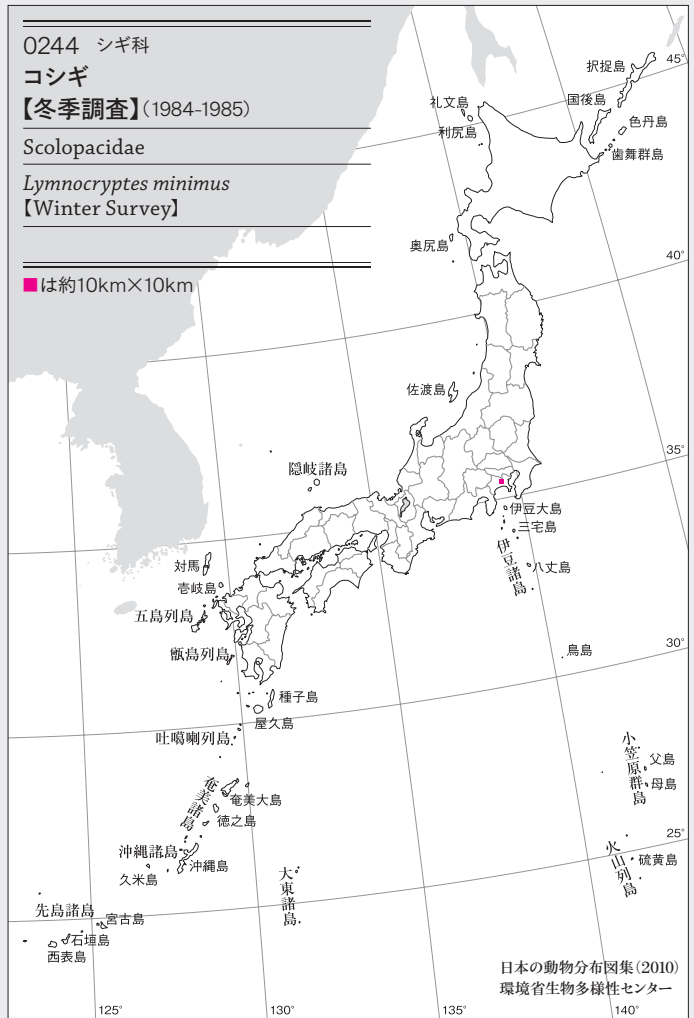 0244 シギ科
コシギ
【冬季調査】(1984-1985)
Scolopacidae
Lymnocryptes minimus
【Winter Survey】
■は約10km×10km
45°
択捉島
国後島
礼文島
色丹島
利尻島
歯舞群島
奥尻島
40°
佐渡島
35°
隠岐諸島
伊豆大島
三宅島
伊豆諸島
八丈島
対馬
壱岐島
五島列島
甑島列島
鳥島
30°
種子島
屋久島
吐噶喇列島
小笠原群島
父島
母島
奄美諸島
奄美大島
徳之島
25°
沖縄諸島
沖縄島
久米島
火山列島
硫黄島
大東諸島
先島諸島
宮古島
石垣島
西表島
日本の動物分布図集(2010)
環境省生物多様性センター
125°
130°
135°
140°